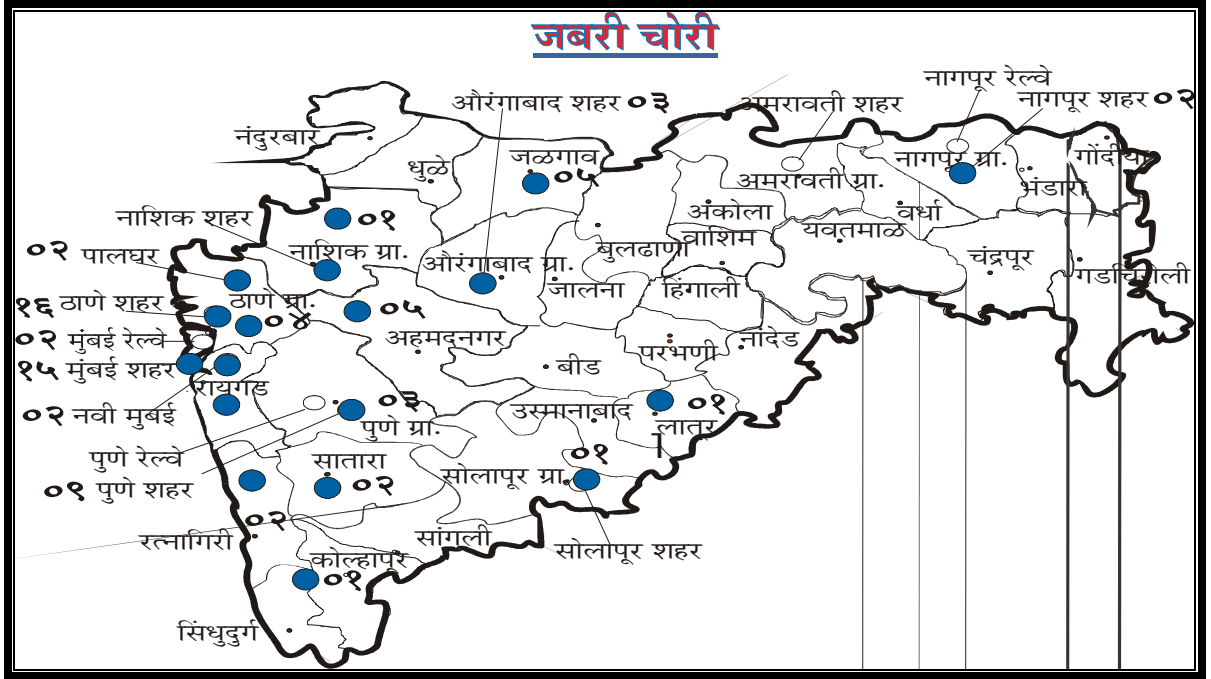 जबरी चोरी
नागपूर रेल्वे
औरंगाबाद शहर ०३
अमरावती शहर
नागपूर शहर ०२
नंदुरबार
धुळे
जळगाव
०५
नागपूर ग्रा.
गोंदीया
भंडारा
अमरावती ग्रा.
नाशिक शहर
०१
अंकोला
वर्धा
यवतमाळ
वाशिम
बुलढाणा
०२ पालघर
नाशिक ग्रा.
औरंगाबाद ग्रा.
चंद्रपूर
गडचिरोली
जालना
हिंगाली
१६ ठाणे शहर
ठाणे ग्रा.
०४
०५
०२ मुंबई रेल्वे
अहमदनगर
परभणी
नांदेड
१५ मुंबई शहर
रायगड
बीड
०२ नवी मुबंई
०३
पुणे ग्रा.
उस्मानाबाद
०१
लातूर
पुणे रेल्वे
सातारा
०१
०९ पुणे शहर
०२
सोलापूर ग्रा.
०२
रत्नागिरी
सांगली
सोलापूर शहर
कोल्हापूर
०१
सिंधुदुर्ग